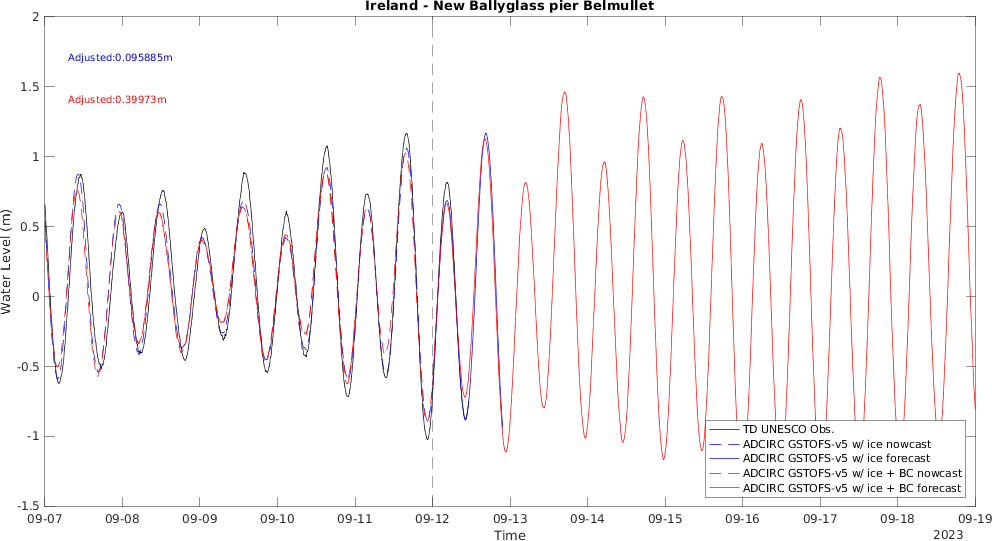 Ireland - New Ballyglass pier Belmullet
Adjusted:0.095885m
Adjusted:0.39973m
Water Level (m)
2
1.5
1
0.5
0
-0.5
-1
-1.5
TD UNESCO Obs.
ADCIRC GSTOFS-v5 w/ ice nowcast
ADCIRC GSTOFS-v5 w/ ice forecast
ADCIRC GSTOFS-v5 w/ ice + BC nowcast
ADCIRC GSTOFS-v5 w/ ice + BC forecast
09-07 09-08 09-09 09-10 09-11 09-12 09-13 09-14 09-15 09-16 09-17 09-18 09-19
Time
2023